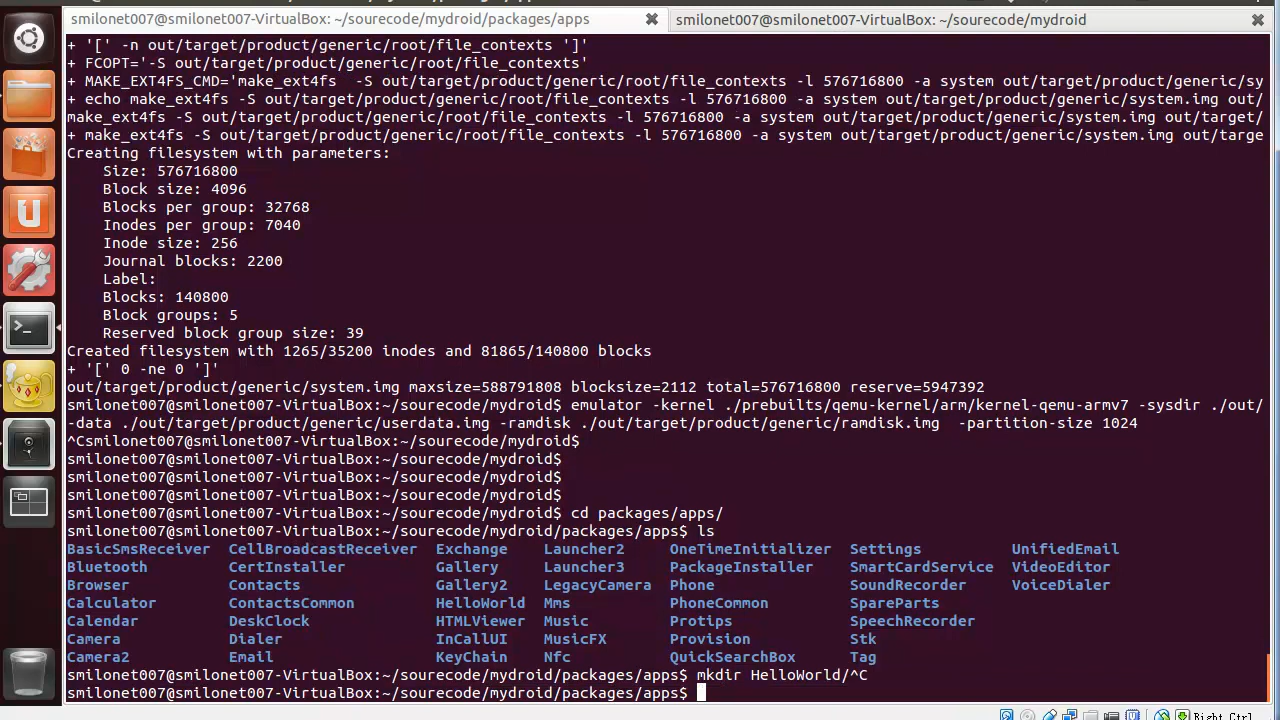 smilonet007@smilonet007-VirtualBox: ~/sourecode/mydroid/packages/apps
smilonet007@smilonet007-VirtualBox: ~/sourecode/mydroid
+ '[' -n out/target/product/generic/root/file_contexts ']'
+ FCOPT='-S out/target/product/generic/root/file_contexts'
+ MAKE_EXT4FS_CMD='make_ext4fs  -S out/target/product/generic/root/file_contexts -l 576716800 -a system out/target/product/generic/sy
+ echo make_ext4fs -S out/target/product/generic/root/file_contexts -l 576716800 -a system out/target/product/generic/system.img out/
make_ext4fs -S out/target/product/generic/root/file_contexts -l 576716800 -a system out/target/product/generic/system.img out/target/
+ make_ext4fs -S out/target/product/generic/root/file_contexts -l 576716800 -a system out/target/product/generic/system.img out/targe
Creating filesystem with parameters:
Size: 576716800
Block size: 4096
Blocks per group: 32768
Inodes per group: 7040
Inode size: 256
Journal blocks: 2200
Label:
Blocks: 140800
Block groups: 5
Reserved block group size: 39
Created filesystem with 1265/35200 inodes and 81865/140800 blocks
+ '[' 0 -ne 0 ']'
out/target/product/generic/system.img maxsize=588791808 blocksize=2112 total=576716800 reserve=5947392
smilonet007@smilonet007-VirtualBox:~/sourecode/mydroid$ emulator -kernel ./prebuilts/qemu-kernel/arm/kernel-qemu-armv7 -sysdir ./out/
-data ./out/target/product/generic/userdata.img -ramdisk ./out/target/product/generic/ramdisk.img  -partition-size 1024
^Csmilonet007@smilonet007-VirtualBox:~/sourecode/mydroid$
smilonet007@smilonet007-VirtualBox:~/sourecode/mydroid$
smilonet007@smilonet007-VirtualBox:~/sourecode/mydroid$
smilonet007@smilonet007-VirtualBox:~/sourecode/mydroid$
smilonet007@smilonet007-VirtualBox:~/sourecode/mydroid$ cd packages/apps/
smilonet007@smilonet007-VirtualBox:~/sourecode/mydroid/packages/apps$ ls
BasicSmsReceiver CellBroadcastReceiver Exchange Launcher2 OneTimeInitializer Settings UnifiedEmail
Bluetooth CertInstaller Gallery Launcher3 PackageInstaller SmartCardService VideoEditor
Browser Contacts Gallery2 LegacyCamera Phone SoundRecorder VoiceDialer
Calculator ContactsCommon HelloWorld Mms PhoneCommon SpareParts
Calendar DeskClock HTMLViewer Music Protips SpeechRecorder
Camera Dialer InCallUI MusicFX Provision Stk
Camera2 Email KeyChain Nfc QuickSearchBox Tag
smilonet007@smilonet007-VirtualBox:~/sourecode/mydroid/packages/apps$ mkdir HelloWorld/^C
smilonet007@smilonet007-VirtualBox:~/sourecode/mydroid/packages/apps$
Right Ctrl